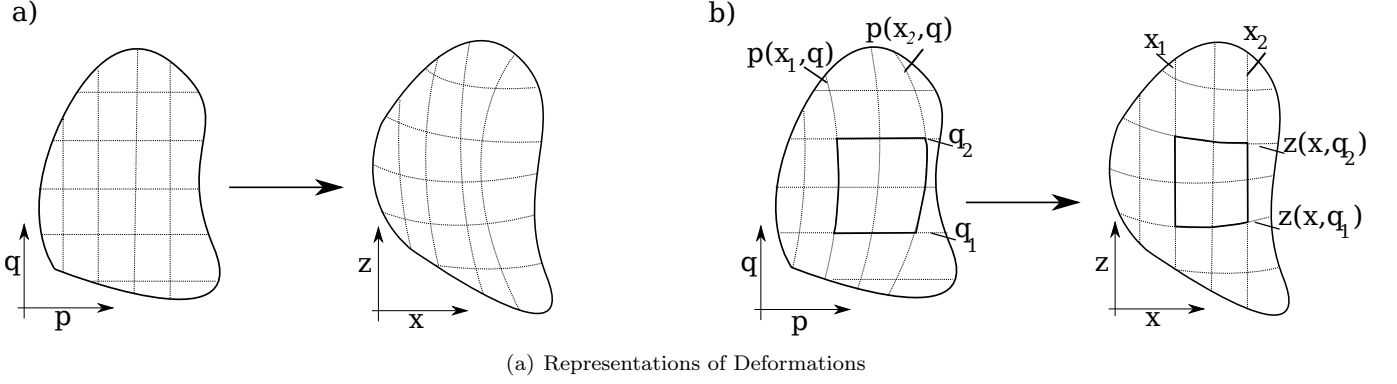 a)
q
p
z
x
b)
p(x₁,q)
p(x₂,q)
q₂
q₁
q
p
x₁
x₂
z(x,q₂)
z(x,q₁)
z
x
(a) Representations of Deformations